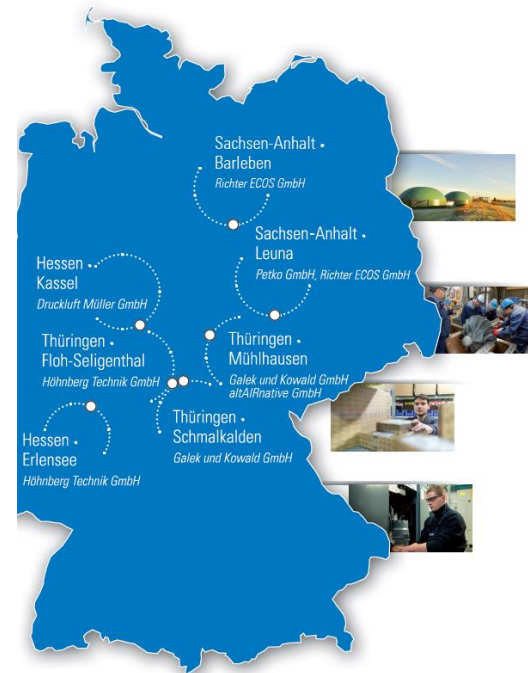 Sachsen-Anhalt •
Barleben
Richter ECOS GmbH
Sachsen-Anhalt •
Leuna
Petko GmbH, Richter ECOS GmbH
Hessen •
Kassel
Druckluft Müller GmbH
Thüringen •
Floh-Seligenthal
Höhnberg Technik GmbH
Thüringen •
Mühlhausen
Galek und Kowald GmbH
altAIRnative GmbH
Thüringen •
Schmalkalden
Galek und Kowald GmbH
Hessen •
Erlensee
Höhnberg Technik GmbH